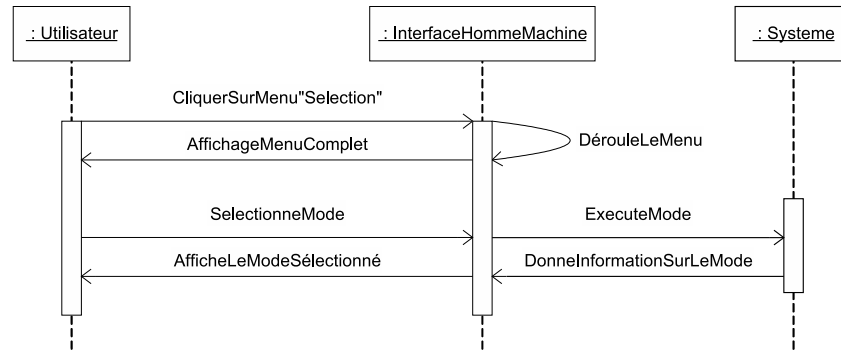 : Utilisateur
: InterfaceHommeMachine
: Systeme
CliquerSurMenu"Selection"
AffichageMenuComplet
DérouleLeMenu
SelectionneMode
ExecuteMode
AfficheLeModeSélectionné
DonneInformationSurLeMode